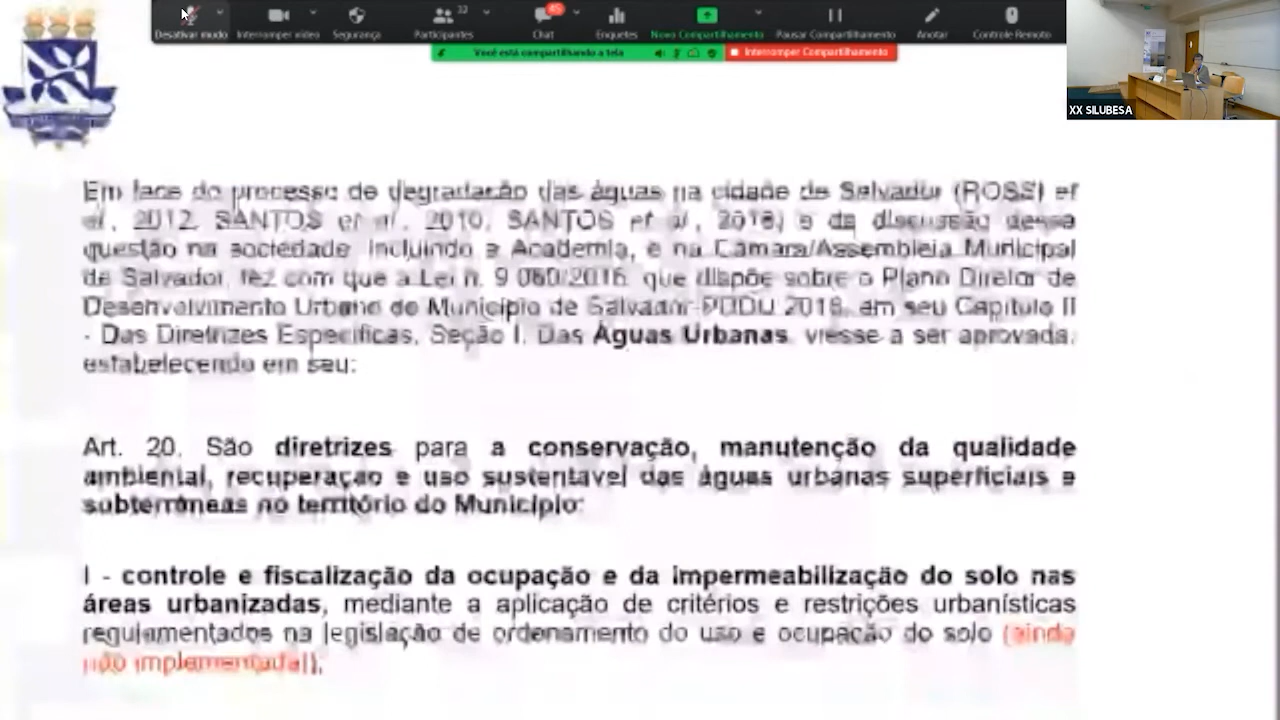 Desativar mudo
Interromper vídeo
Segurança
Participantes
Chat
Enquetes
Novo Compartilhamento
Pausar Compartilhamento
Anotar
Controle Remoto
Você está compartilhando a tela
Interromper Compartilhamento
XX SILUBESA
Em face do processo de degradação das águas na cidade de Salvador (ROSSI et
al., 2012, SANTOS et al., 2010, SANTOS et al., 2018) e da discussão dessa
questão na sociedade, incluindo a Academia, e na Câmara/Assembleia Municipal
de Salvador, fez com que a Lei n. 9.060/2016, que dispõe sobre o Plano Diretor de
Desenvolvimento Urbano do Município de Salvador-PDDU 2016, em seu Capítulo II
- Das Diretrizes Específicas, Seção I. Das Águas Urbanas, viesse a ser aprovada,
estabelecendo em seu:
Art. 20. São diretrizes para a conservação, manutenção da qualidade
ambiental, recuperação e uso sustentável das águas urbanas superficiais e
subterrâneas no território do Município:
I - controle e fiscalização da ocupação e da impermeabilização do solo nas
áreas urbanizadas, mediante a aplicação de critérios e restrições urbanísticas
regulamentados na legislação de ordenamento do uso e ocupação do solo (ainda
não implementada!),